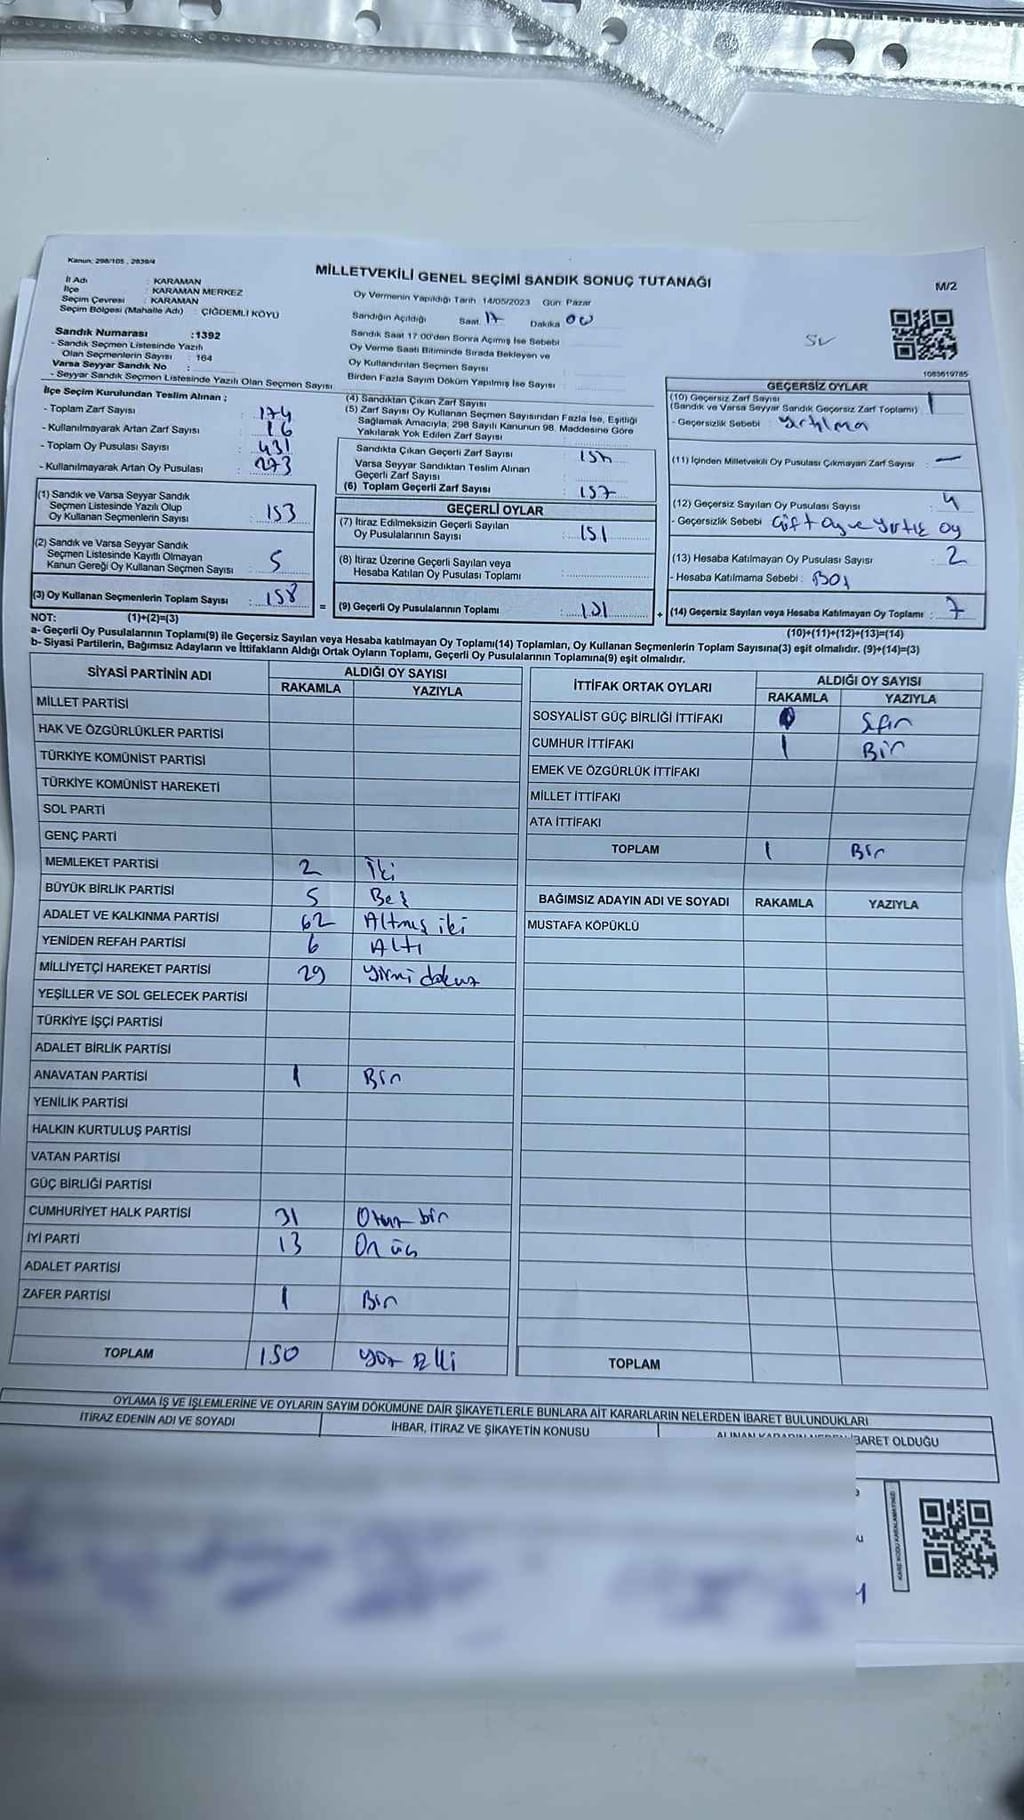 Kanun: 298/105 , 2839/4
MİLLETVEKİLİ GENEL SEÇİMİ SANDIK SONUÇ TUTANAĞI
M/2
İl Adı : KARAMAN
İlçe : KARAMAN MERKEZ
Seçim Çevresi : KARAMAN
Seçim Bölgesi (Mahalle Adı) : ÇİĞDEMLİ KÖYÜ
Sandık Numarası :1392
- Sandık Seçmen Listesinde Yazılı
Olan Seçmenlerin Sayısı : 164
Varsa Seyyar Sandık No :
- Seyyar Sandık Seçmen Listesinde Yazılı Olan Seçmen Sayısı
Oy Vermenin Yapıldığı Tarih 14/05/2023 Gün: Pazar
Sandığın Açıldığı Saat 17 Dakika 00
Sandık Saat 17.00'den Sonra Açımış İse Sebebi
Oy Verme Saati Bitiminde Sırada Bekleyen ve
Oy Kullandırılan Seçmen Sayısı
Birden Fazla Sayım Döküm Yapılmış İse Sayısı
1083619785
İlçe Seçim Kurulundan Teslim Alınan ;
- Toplam Zarf Sayısı : 174
- Kullanılmayarak Artan Zarf Sayısı : 16
- Toplam Oy Pusulası Sayısı : 431
- Kullanılmayarak Artan Oy Pusulası : 273
(1) Sandık ve Varsa Seyyar Sandık
Seçmen Listesinde Yazılı Olup
Oy Kullanan Seçmenlerin Sayısı : 153
(2) Sandık ve Varsa Seyyar Sandık
Seçmen Listesinde Kayıtlı Olmayan
Kanun Gereği Oy Kullanan Seçmen Sayısı : 5
(3) Oy Kullanan Seçmenlerin Toplam Sayısı : 158
(4) Sandıktan Çıkan Zarf Sayısı
(5) Zarf Sayısı Oy Kullanan Seçmen Sayısından Fazla İse, Eşitliği
Sağlamak Amacıyla, 298 Sayılı Kanunun 98. Maddesine Göre
Yakılarak Yok Edilen Zarf Sayısı
Sandıkta Çıkan Geçerli Zarf Sayısı
Varsa Seyyar Sandıktan Teslim Alınan
Geçerli Zarf Sayısı
(6) Toplam Geçerli Zarf Sayısı : 157
GEÇERLİ OYLAR
(7) İtiraz Edilmeksizin Geçerli Sayılan
Oy Pusulalarının Sayısı : 151
(8) İtiraz Üzerine Geçerli Sayılan veya
Hesaba Katılan Oy Pusulası Toplamı :
= (9) Geçerli Oy Pusulalarının Toplamı : 151
GEÇERSİZ OYLAR
(10) Geçersiz Zarf Sayısı
(Sandık ve Varsa Seyyar Sandık Geçersiz Zarf Toplamı) : 1
- Geçersizlik Sebebi : yırtılma
(11) İçinden Milletvekili Oy Pusulası Çıkmayan Zarf Sayısı : —
(12) Geçersiz Sayılan Oy Pusulası Sayısı : 4
- Geçersizlik Sebebi : Çift oy ve yırtık oy
(13) Hesaba Katılmayan Oy Pusulası Sayısı : 2
- Hesaba Katılmama Sebebi : Boş
+ (14) Geçersiz Sayılan veya Hesaba Katılmayan Oy Toplamı : 7
NOT: (1)+(2)=(3)
(10)+(11)+(12)+(13)=(14)
a- Geçerli Oy Pusulalarının Toplamı(9) ile Geçersiz Sayılan veya Hesaba katılmayan Oy Toplamı(14) Toplamları, Oy Kullanan Seçmenlerin Toplam Sayısına(3) eşit olmalıdır. (9)+(14)=(3)
b- Siyasi Partilerin, Bağımsız Adayların ve İttifakların Aldığı Ortak Oyların Toplamı, Geçerli Oy Pusulalarının Toplamına(9) eşit olmalıdır.
SİYASİ PARTİNİN ADI ALDIĞI OY SAYISI
RAKAMLA YAZIYLA
MİLLET PARTİSİ
HAK VE ÖZGÜRLÜKLER PARTİSİ
TÜRKİYE KOMÜNİST PARTİSİ
TÜRKİYE KOMÜNİST HAREKETİ
SOL PARTİ
GENÇ PARTİ
MEMLEKET PARTİSİ 2 İki
BÜYÜK BİRLİK PARTİSİ 5 Beş
ADALET VE KALKINMA PARTİSİ 62 Altmış iki
YENİDEN REFAH PARTİSİ 6 Altı
MİLLİYETÇİ HAREKET PARTİSİ 29 yirmi dokuz
YEŞİLLER VE SOL GELECEK PARTİSİ
TÜRKİYE İŞÇİ PARTİSİ
ADALET BİRLİK PARTİSİ
ANAVATAN PARTİSİ 1 Bir
YENİLİK PARTİSİ
HALKIN KURTULUŞ PARTİSİ
VATAN PARTİSİ
GÜÇ BİRLİĞİ PARTİSİ
CUMHURİYET HALK PARTİSİ 31 Otuz bir
İYİ PARTİ 13 On üç
ADALET PARTİSİ
ZAFER PARTİSİ 1 Bir
TOPLAM 150 yüz Elli
İTTİFAK ORTAK OYLARI ALDIĞI OY SAYISI
RAKAMLA YAZIYLA
SOSYALİST GÜÇ BİRLİĞİ İTTİFAKI 0 Sıfır
CUMHUR İTTİFAKI 1 Bir
EMEK VE ÖZGÜRLÜK İTTİFAKI
MİLLET İTTİFAKI
ATA İTTİFAKI
TOPLAM 1 Bir
BAĞIMSIZ ADAYIN ADI VE SOYADI RAKAMLA YAZIYLA
MUSTAFA KÖPÜKLÜ
TOPLAM
OYLAMA İŞ VE İŞLEMLERİNE VE OYLARIN SAYIM DÖKÜMÜNE DAİR ŞİKAYETLERLE BUNLARA AİT KARARLARIN NELERDEN İBARET BULUNDUKLARI
İTİRAZ EDENİN ADI VE SOYADI
İHBAR, İTİRAZ VE ŞİKAYETİN KONUSU
ALINAN KARARIN NEDEN İBARET OLDUĞU